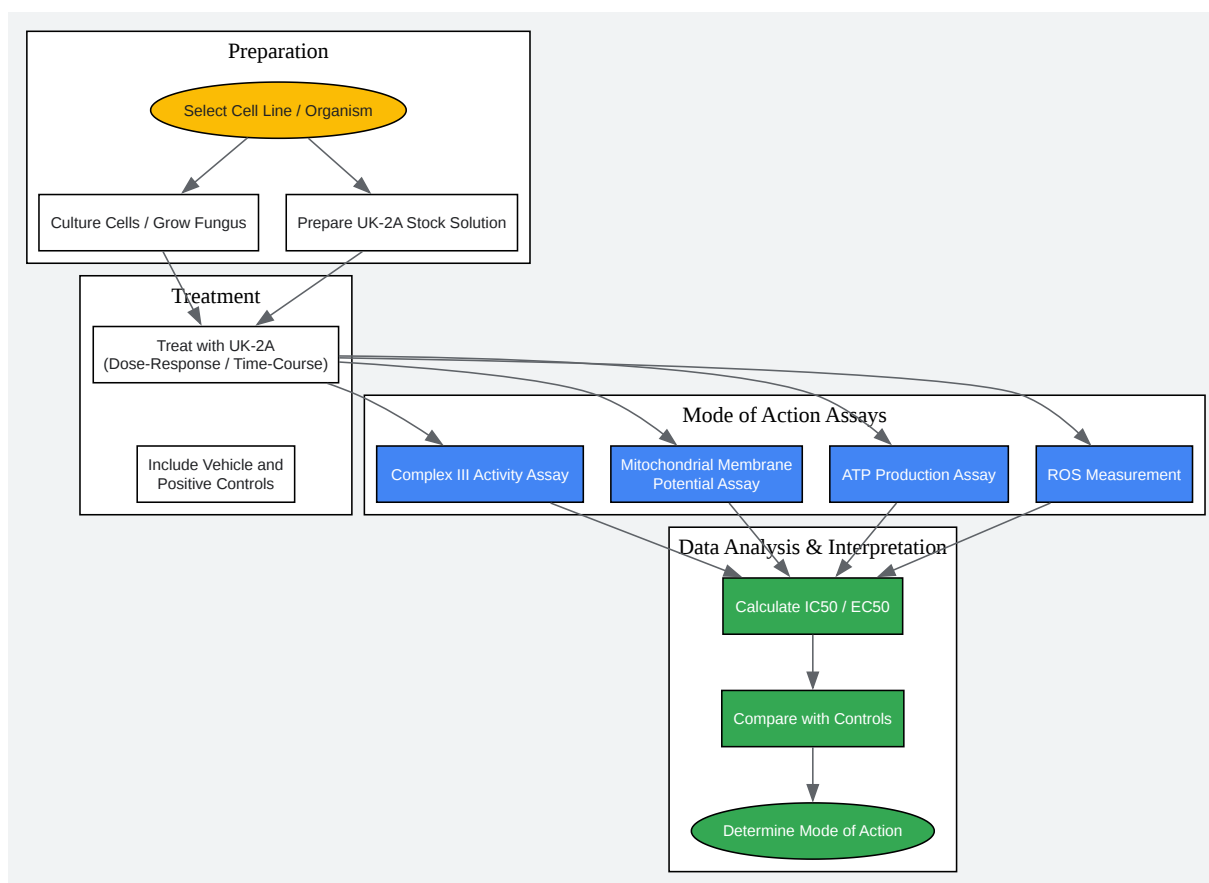 Preparation
Select Cell Line / Organism
Culture Cells / Grow Fungus
Prepare UK-2A Stock Solution
Treatment
Treat with UK-2A
(Dose-Response / Time-Course)
Include Vehicle and
Positive Controls
Mode of Action Assays
Complex III Activity Assay
Mitochondrial Membrane
Potential Assay
ATP Production Assay
ROS Measurement
Data Analysis & Interpretation
Calculate IC50 / EC50
Compare with Controls
Determine Mode of Action